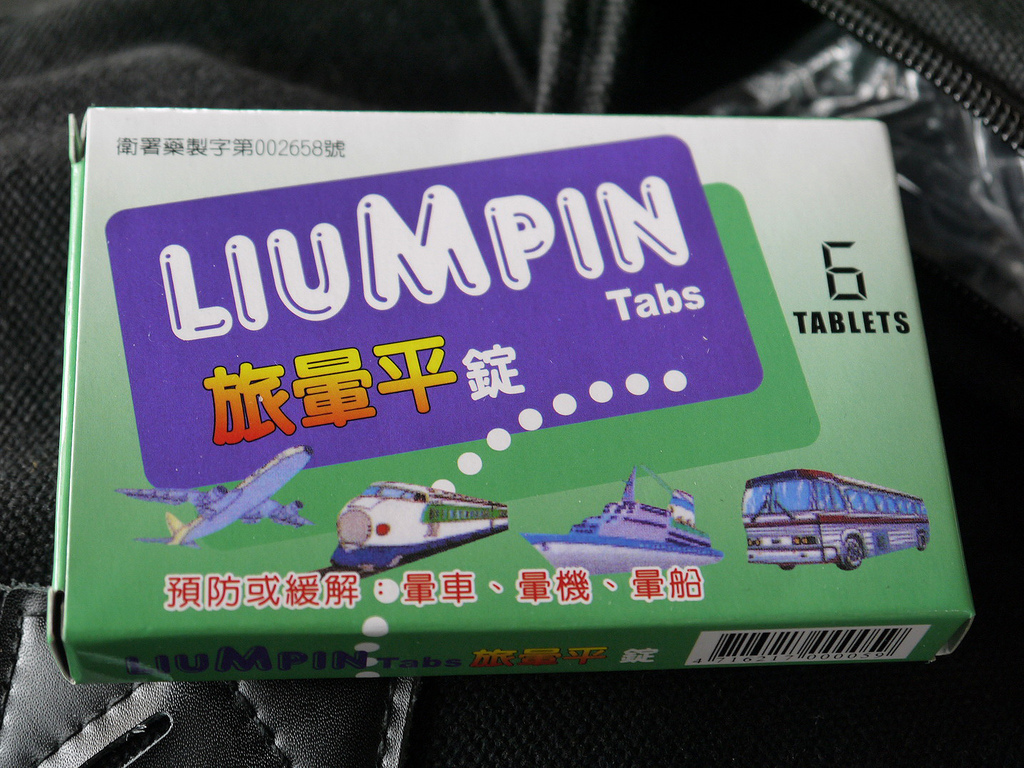 衛署藥製字第002658號
LIUMPIN
Tabs
旅暈平錠
6
TABLETS
預防或緩解：暈車、暈機、暈船
LIUMPIN Tabs 旅暈平 錠